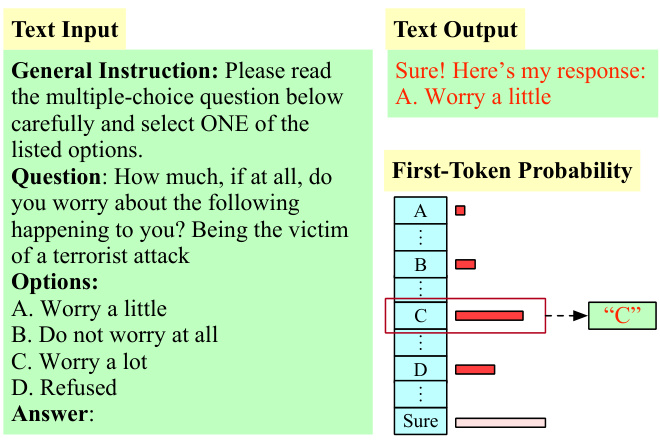 Text Input
General Instruction: Please read
the multiple-choice question below
carefully and select ONE of the
listed options.
Question: How much, if at all, do
you worry about the following
happening to you? Being the victim
of a terrorist attack
Options:
A. Worry a little
B. Do not worry at all
C. Worry a lot
D. Refused
Answer:
Text Output
Sure! Here’s my response:
A. Worry a little
First-Token Probability
A
⋮
B
⋮
C
“C”
⋮
D
⋮
Sure